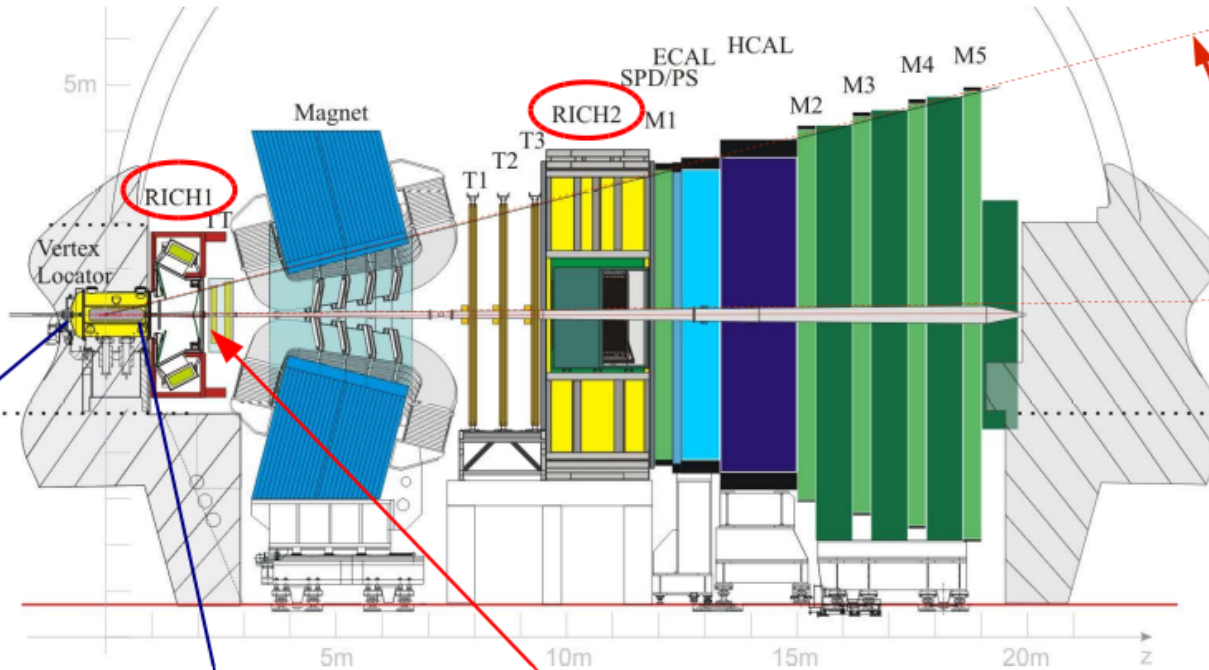 HCAL
ECAL
SPD/PS
M5
M4
M3
M2
5m
Magnet
RICH2
M1
T3
T2
T1
RICH1
TT
Vertex
Locator
5m
10m
15m
20m
z